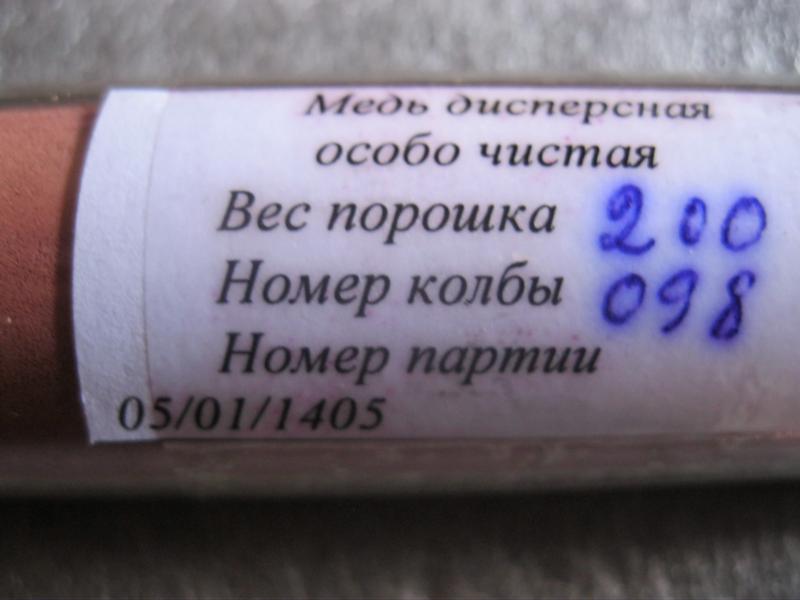 Медь дисперсная
особо чистая
Вес порошка 200
Номер колбы 098
Номер партии
05/01/1405